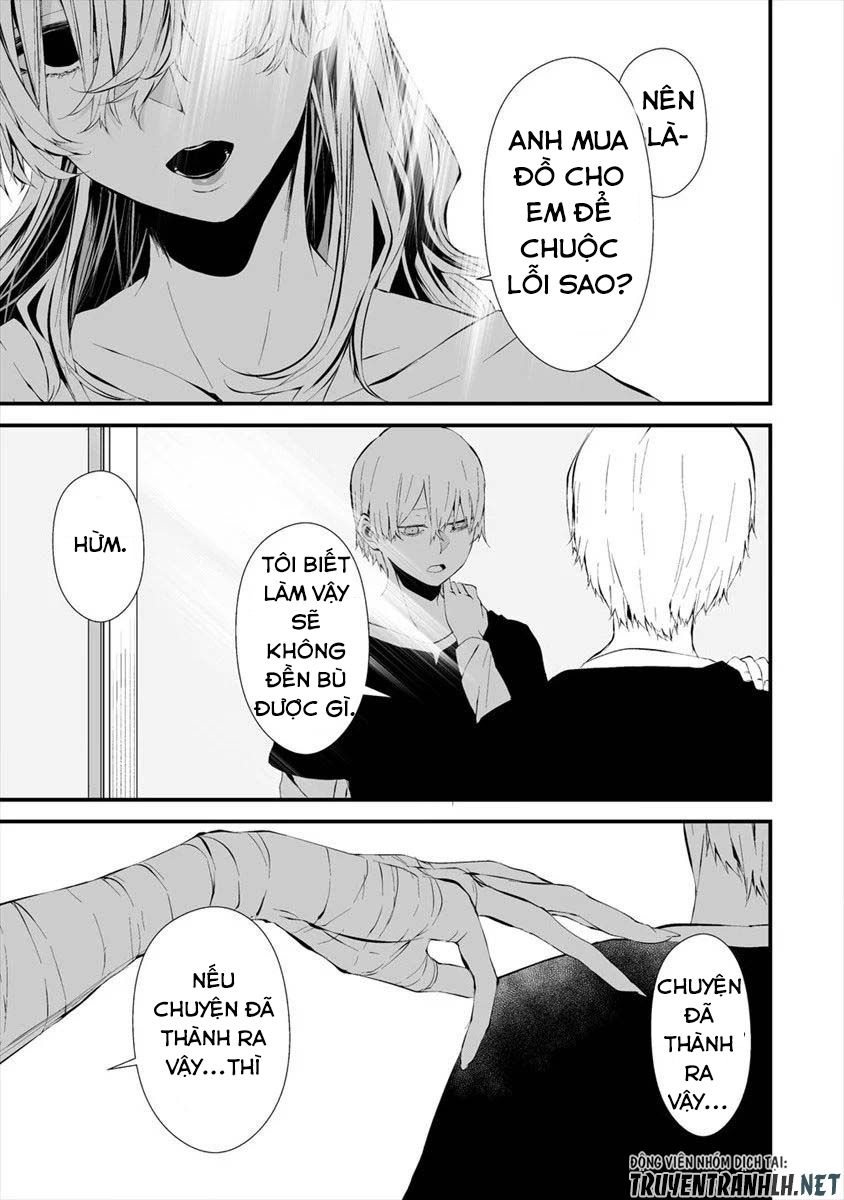 NÊN
LÀ-
ANH MUA
ĐỒ CHO
EM ĐỂ
CHUỘC
LỖI SAO?
TÔI BIẾT
LÀM VẬY
SẼ
KHÔNG
ĐỀN BÙ
ĐƯỢC GÌ.
HỪM.
CHUYỆN
ĐÃ
THÀNH
RA
VẬY...
NẾU
CHUYỆN ĐÃ
THÀNH RA
VẬY...THÌ
ĐỘNG VIÊN NHÓM DỊCH TẠI:
TRUYENTRANHLH.NET